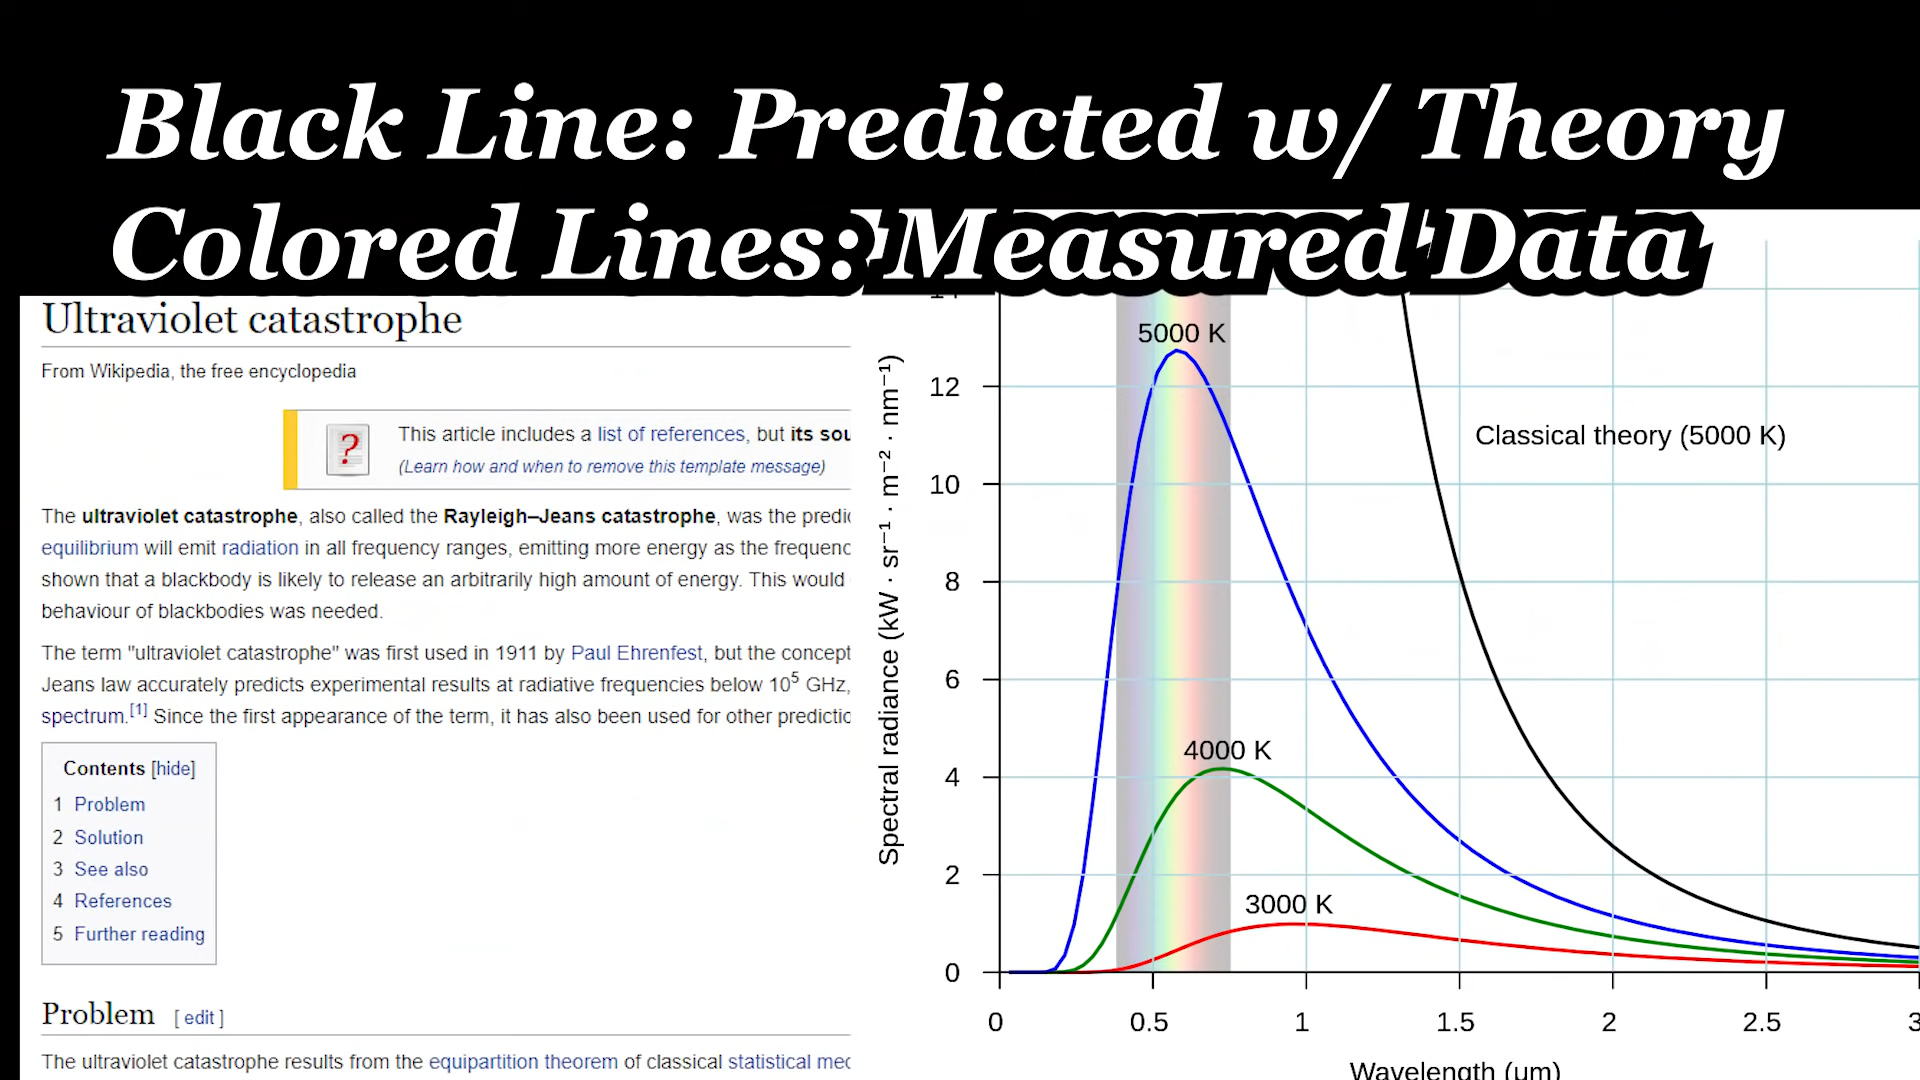 Black Line: Predicted w/ Theory
Colored Lines: Measured Data
Ultraviolet catastrophe
From Wikipedia, the free encyclopedia
This article includes a list of references, but its
(Learn how and when to remove this template message)
The ultraviolet catastrophe, also called the Rayleigh–Jeans catastrophe, was the
equilibrium will emit radiation in all frequency ranges, emitting more energy as the
shown that a blackbody is likely to release an arbitrarily high amount of energy. This would
behaviour of blackbodies was needed.
The term "ultraviolet catastrophe" was first used in 1911 by Paul Ehrenfest, but the concept
Jeans law accurately predicts experimental results at radiative frequencies below 10⁵ GHz,
spectrum.[1] Since the first appearance of the term, it has also been used for other
Contents [hide]
1 Problem
2 Solution
3 See also
4 References
5 Further reading
Problem [ edit ]
The ultraviolet catastrophe results from the equipartition theorem of classical statistical
Spectral radiance (kW · sr⁻¹ · m⁻² · nm⁻¹)
12
10
8
6
4
2
0
5000 K
Classical theory (5000 K)
4000 K
3000 K
0 0.5 1 1.5 2 2.5 3
Wavelength (μm)